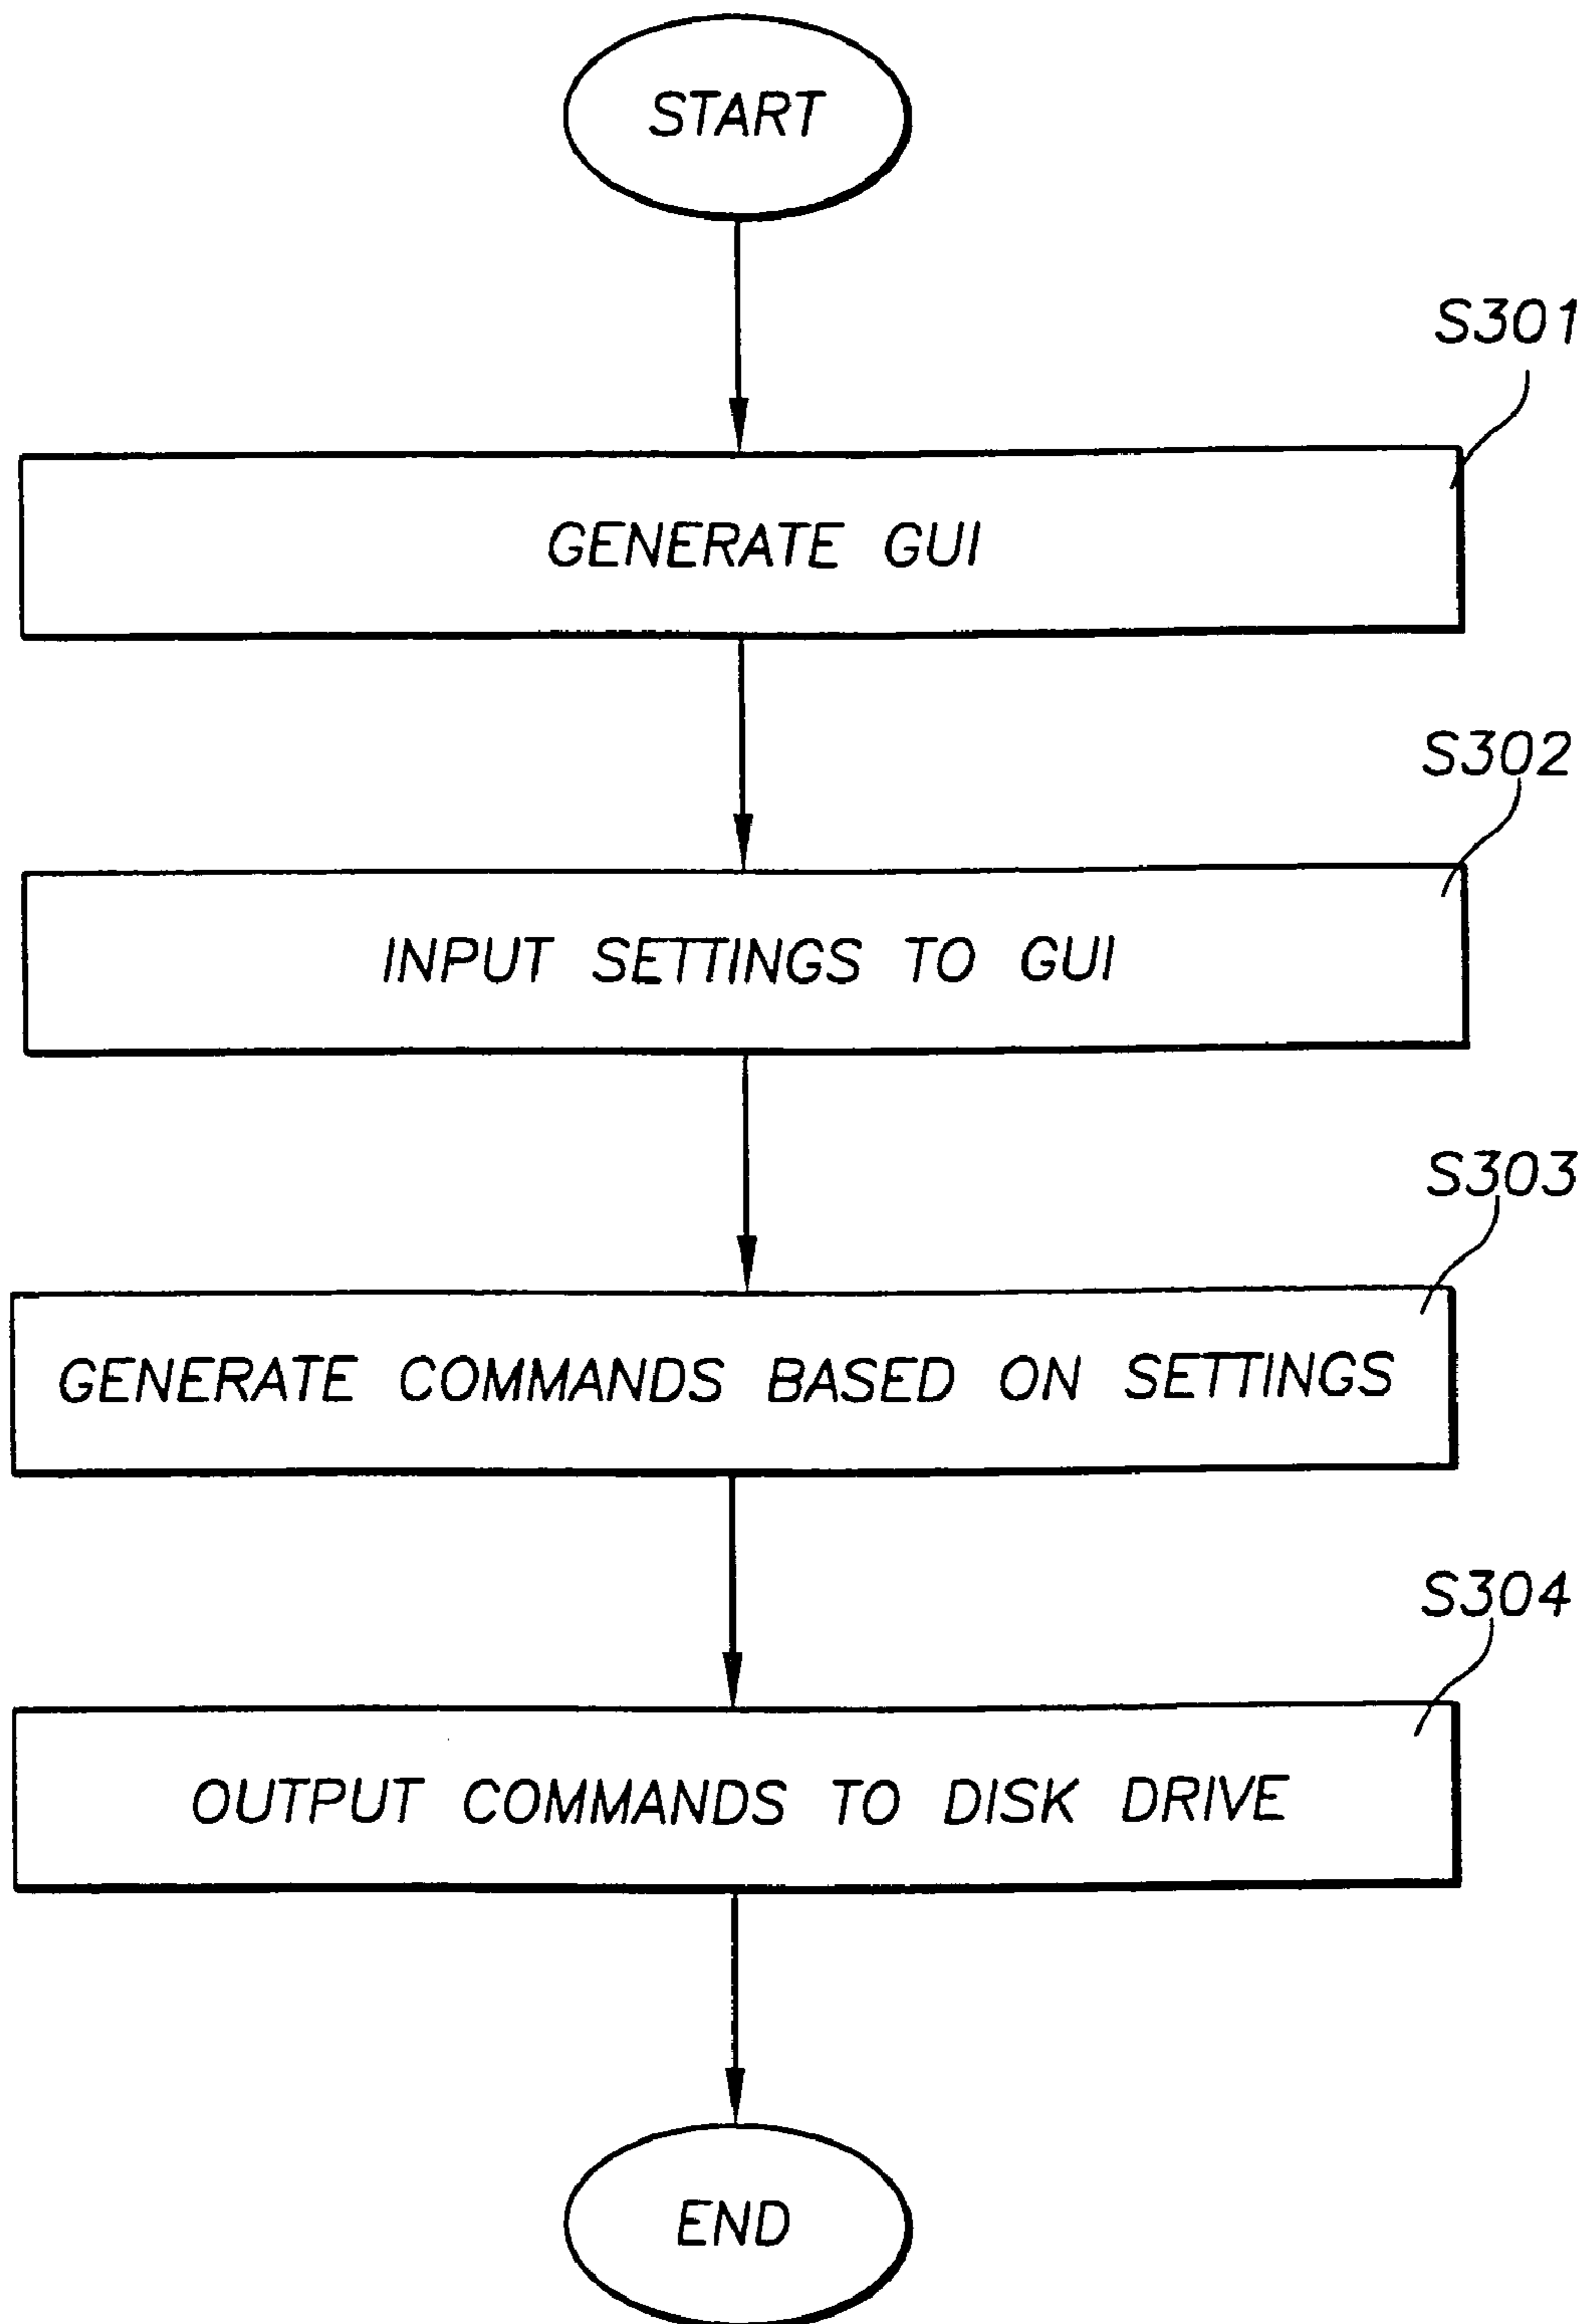 START
S301
GENERATE GUI
S302
INPUT SETTINGS TO GUI
S303
GENERATE COMMANDS BASED ON SETTINGS
S304
OUTPUT COMMANDS TO DISK DRIVE
END